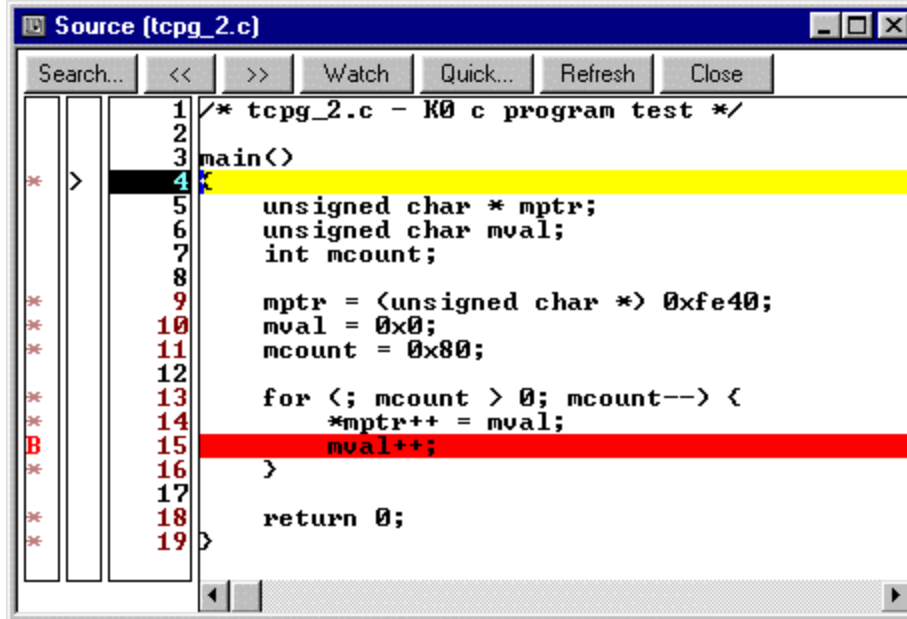 Source (tcpg_2.c)
Search... << >> Watch Quick... Refresh Close
1 /* tcpg_2.c - K0 c program test */
2
3 main()
* > 4 {
5 unsigned char * mptr;
6 unsigned char mval;
7 int mcount;
8
* 9 mptr = (unsigned char *) 0xfe40;
* 10 mval = 0x0;
* 11 mcount = 0x80;
12
* 13 for (; mcount > 0; mcount--) {
* 14 *mptr++ = mval;
B 15 mval++;
* 16 }
17
* 18 return 0;
* 19 }